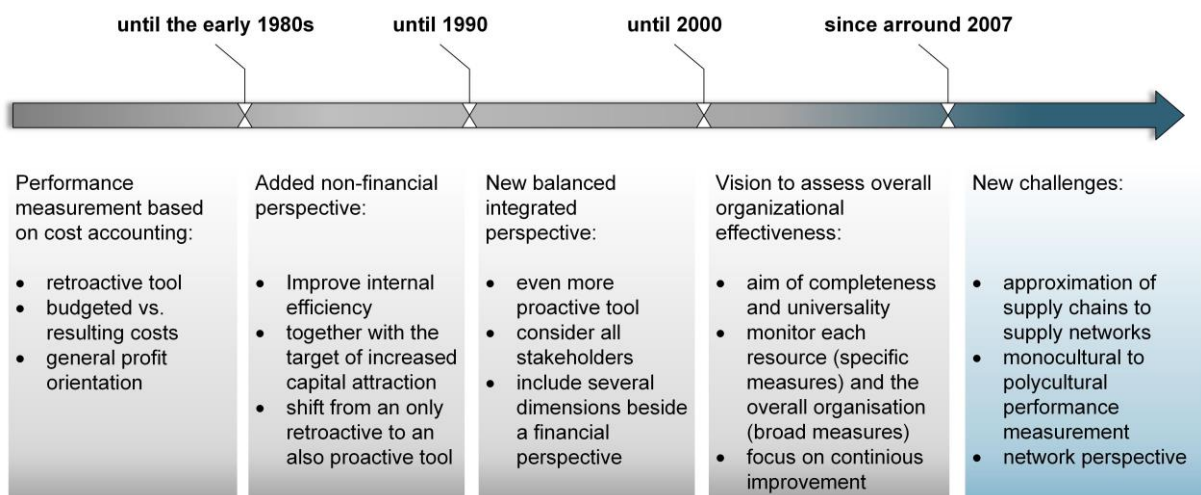 until the early 1980s
until 1990
until 2000
since arround 2007
Performance
measurement based
on cost accounting:
• retroactive tool
• budgeted vs.
resulting costs
• general profit
orientation
Added non-financial
perspective:
• Improve internal
efficiency
• together with the
target of increased
capital attraction
• shift from an only
retroactive to an
also proactive tool
New balanced
integrated
perspective:
• even more
proactive tool
• consider all
stakeholders
• include several
dimensions beside
a financial
perspective
Vision to assess overall
organizational
effectiveness:
• aim of completeness
and universality
• monitor each
resource (specific
measures) and the
overall organisation
(broad measures)
• focus on continious
improvement
New challenges:
• approximation of
supply chains to
supply networks
• monocultural to
polycultural
performance
measurement
• network perspective